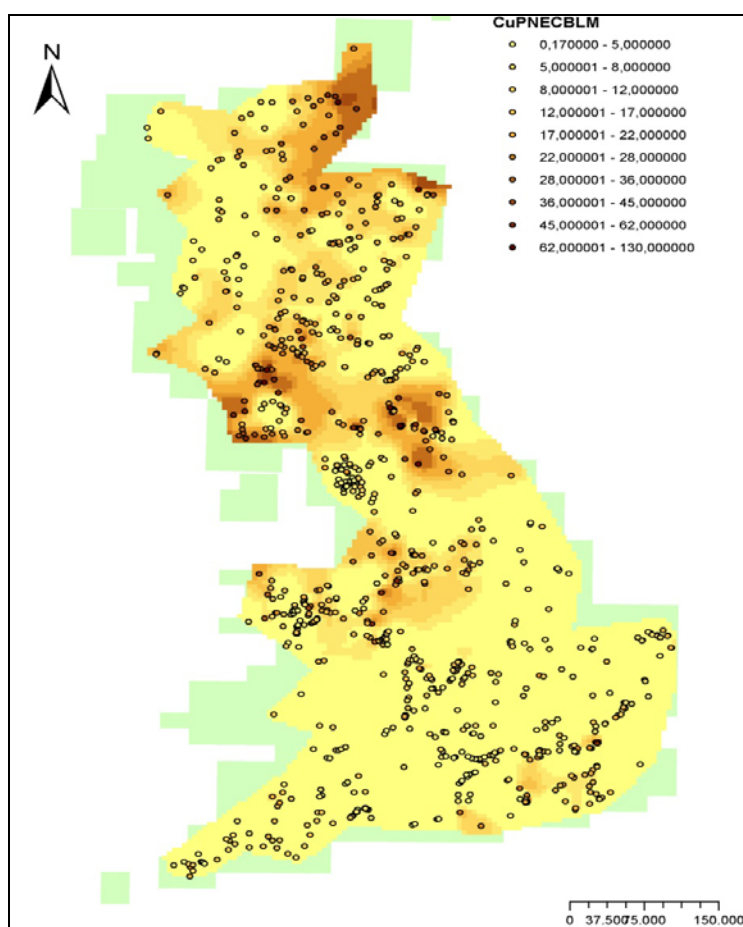 CuPNECBLM
N
0,170000 - 5,000000
5,000001 - 8,000000
8,000001 - 12,000000
12,000001 - 17,000000
17,000001 - 22,000000
22,000001 - 28,000000
28,000001 - 36,000000
36,000001 - 45,000000
45,000001 - 62,000000
62,000001 - 130,000000
0 37.50075.000 150.000